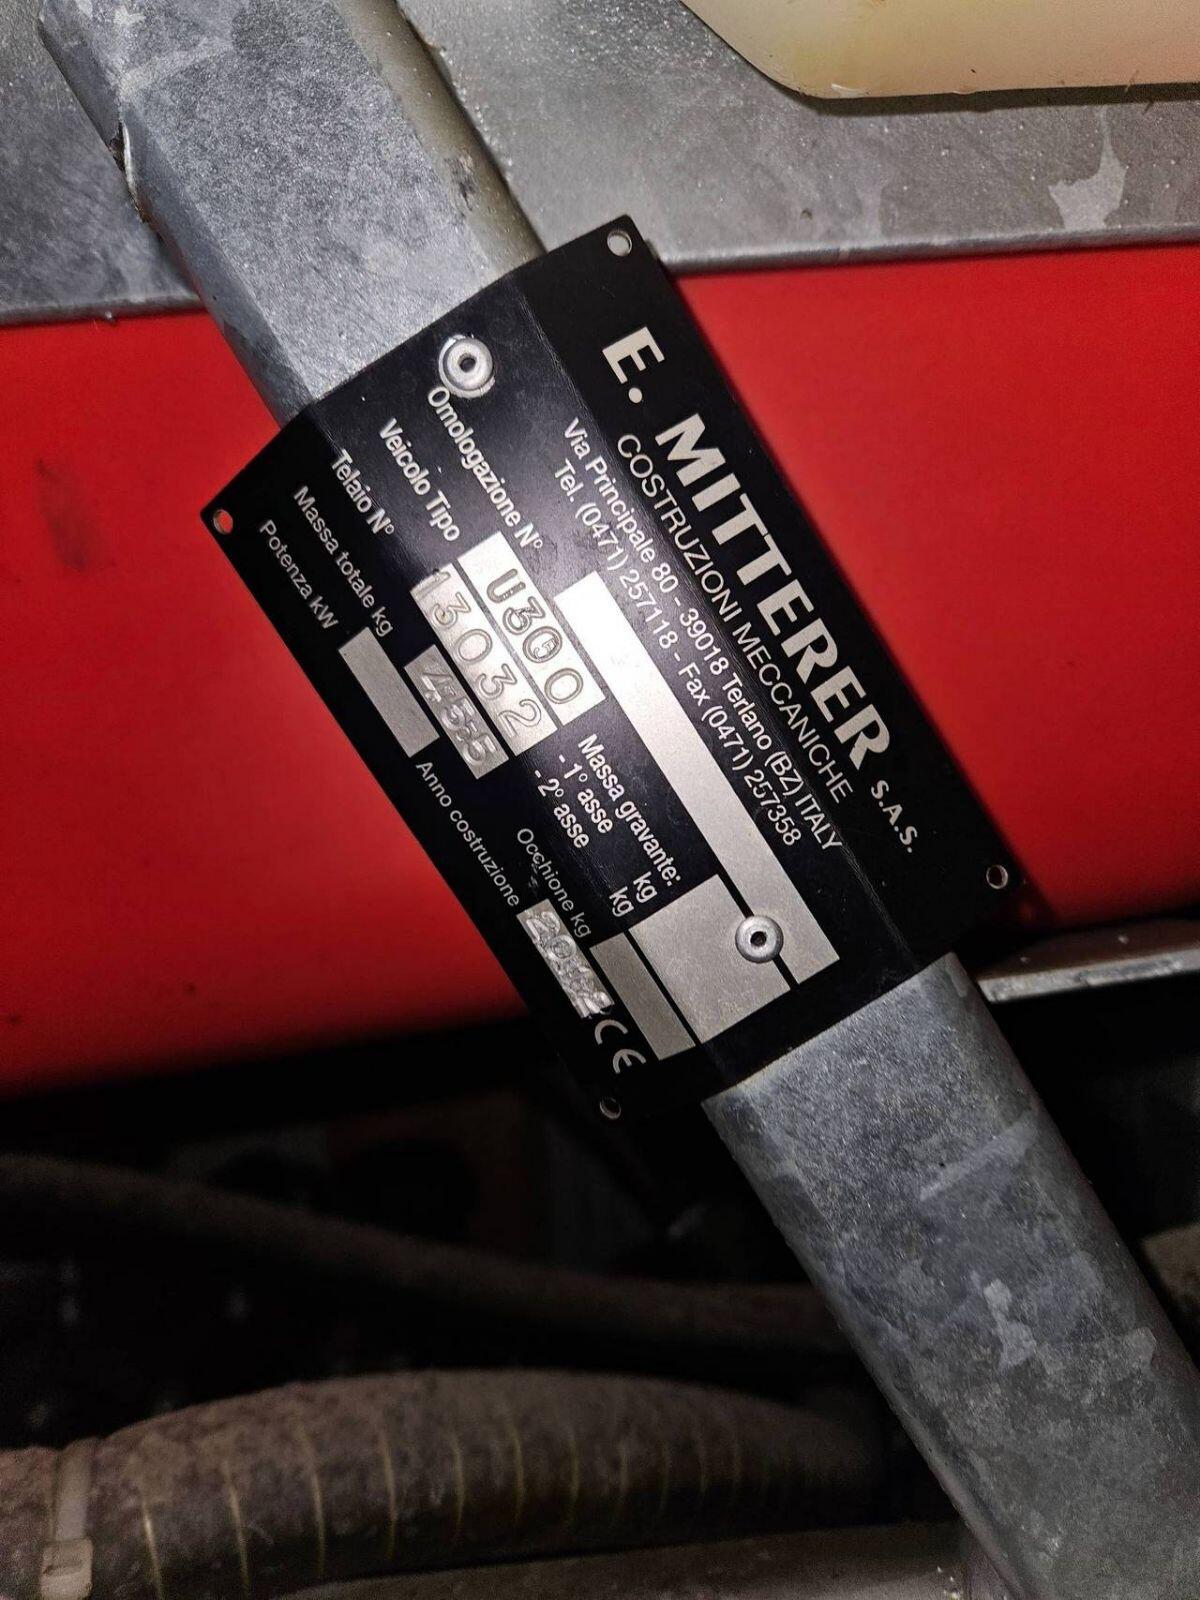 E. MITTERER S.A.S.
COSTRUZIONI MECCANICHE
Via Principale 80 - 39018 Terlano (BZ) ITALY
Tel. (0471) 257118 - Fax (0471) 257358
Omologazione N°
Veicolo Tipo U300 Massa gravante:
- 1° asse kg
Telaio N° 13032 - 2° asse kg
Massa totale kg 455 Occhione kg
Potenza kW Anno costruzione CE